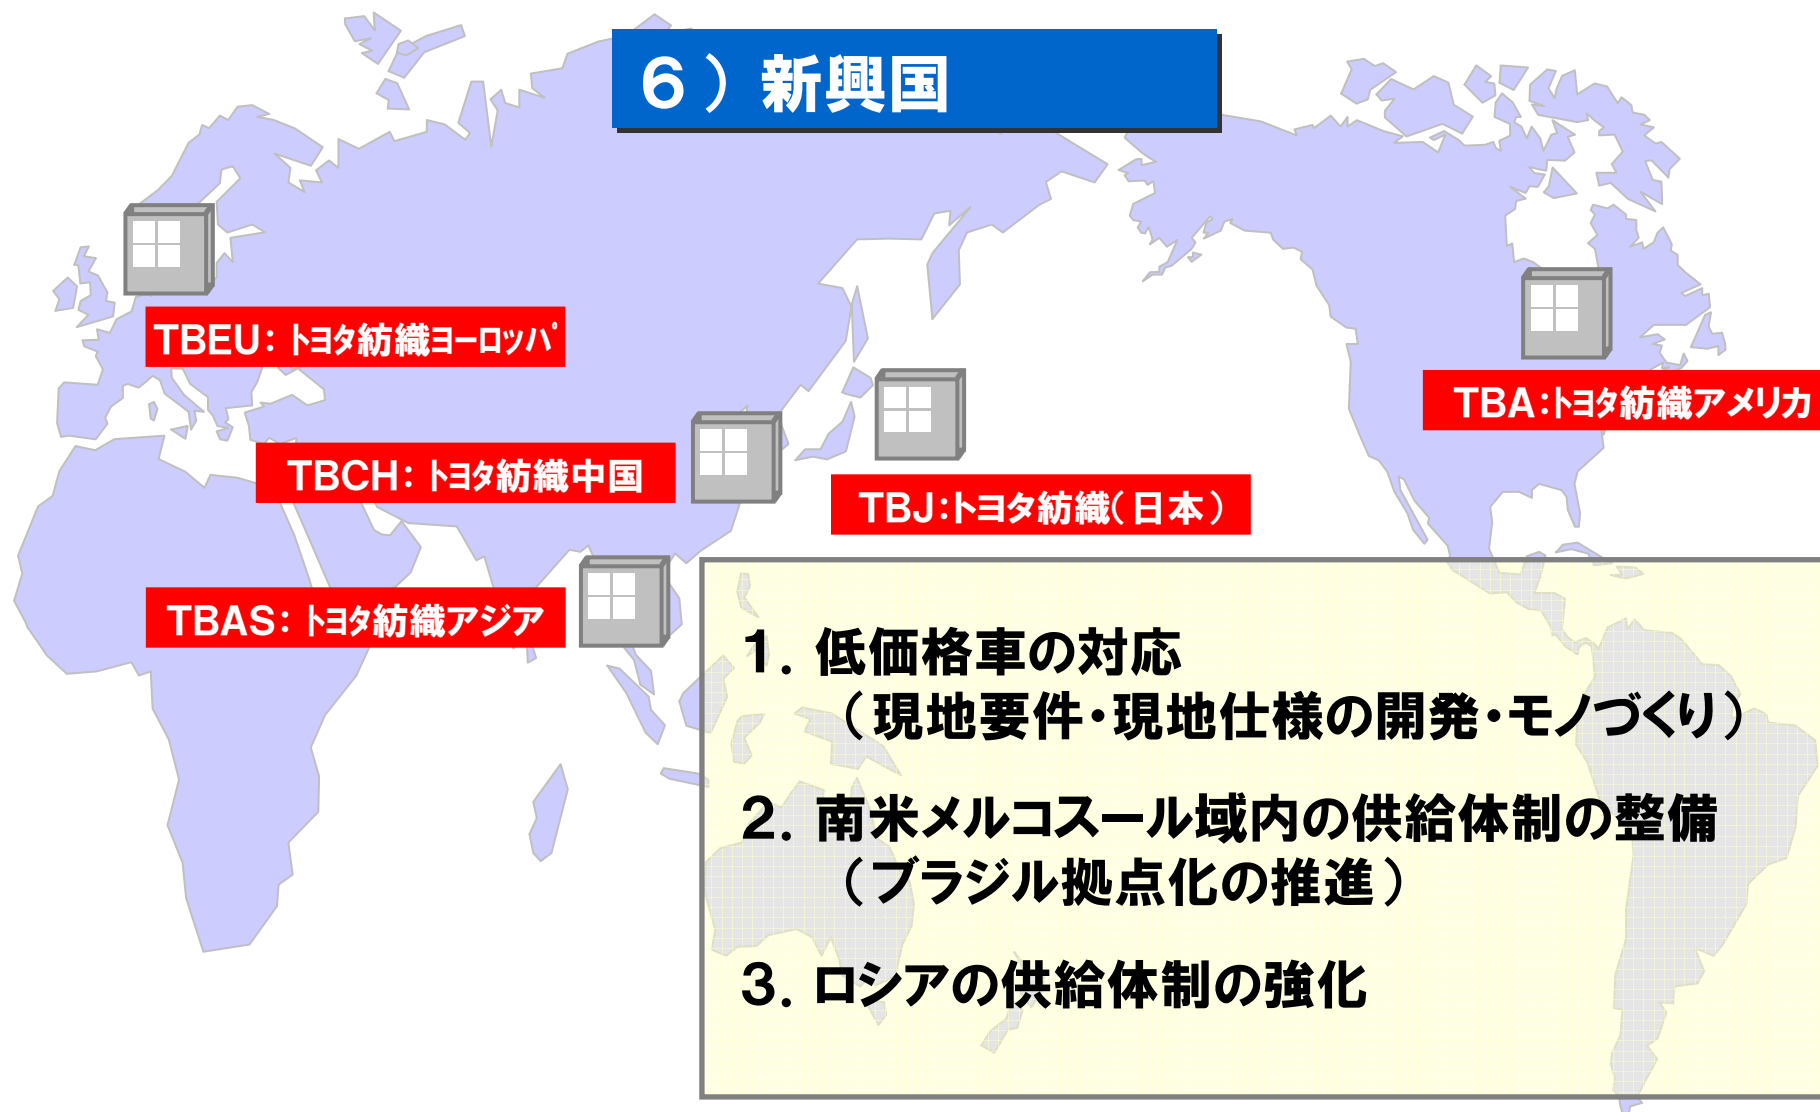 ６）新興国
TBEU：トヨタ紡織ヨーロッパ
TBA：トヨタ紡織アメリカ
TBCH：トヨタ紡織中国
TBJ：トヨタ紡織（日本）
TBAS：トヨタ紡織アジア
１．低価格車の対応
（現地要件・現地仕様の開発・モノづくり）
２．南米メルコスール域内の供給体制の整備
（ブラジル拠点化の推進）
３．ロシアの供給体制の強化